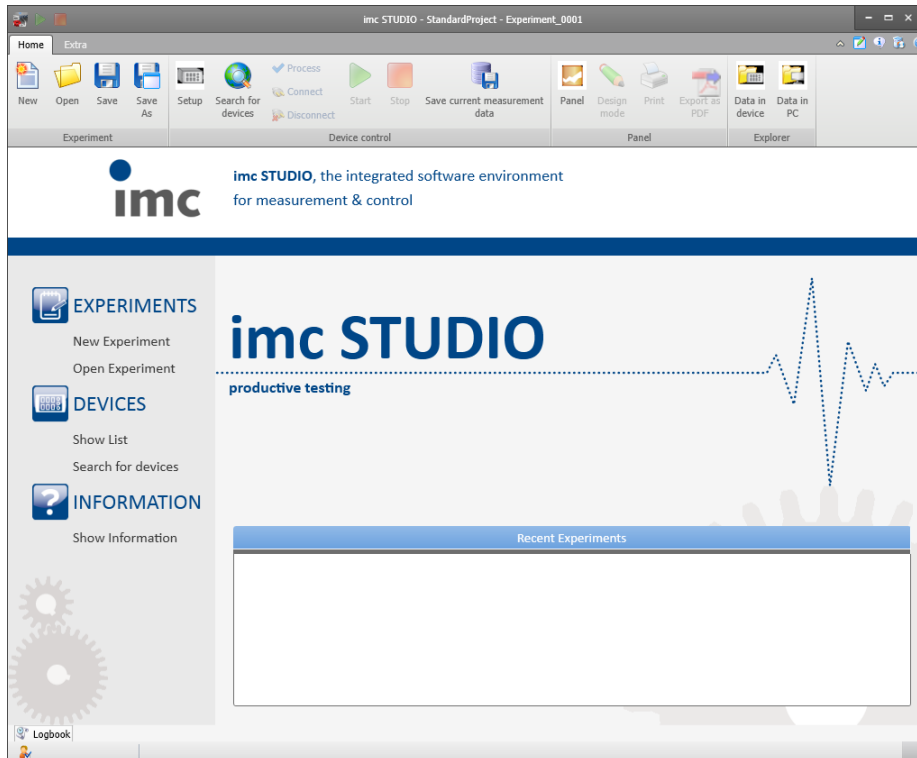 imc STUDIO - StandardProject - Experiment_0001
Home Extra
New Open Save Save As Setup Search for devices Process Connect Disconnect Start Stop Save current measurement data Panel Design mode Print Export as PDF Data in device Data in PC
Experiment Device control Panel Explorer
imc
imc STUDIO, the integrated software environment
for measurement & control
EXPERIMENTS
New Experiment
Open Experiment
DEVICES
Show List
Search for devices
INFORMATION
Show Information
imc STUDIO
productive testing
Recent Experiments
Logbook